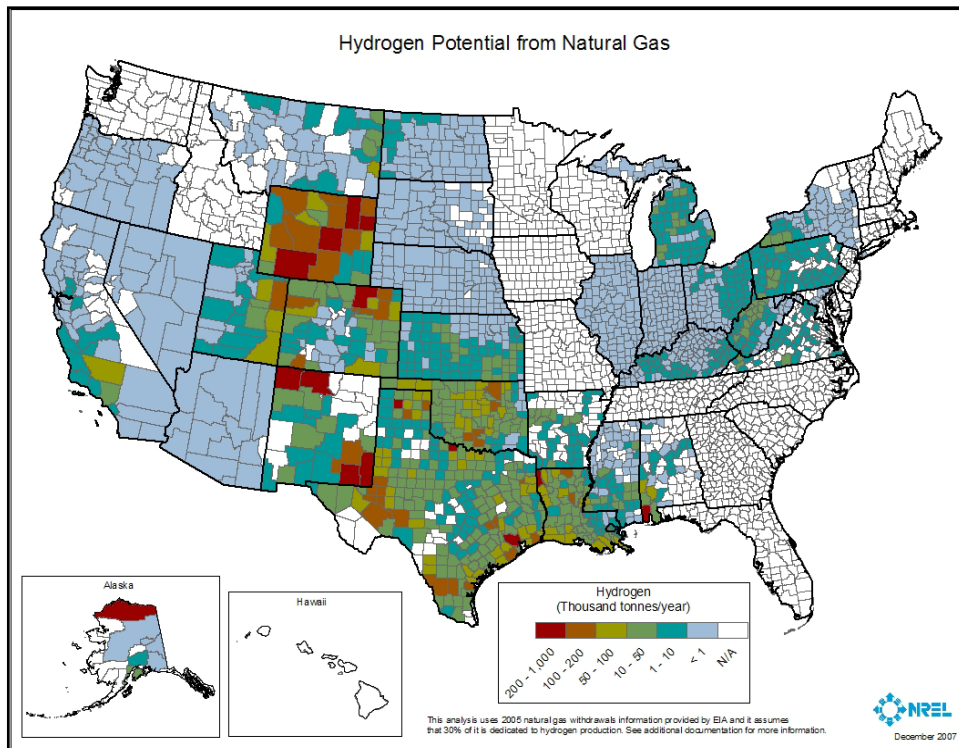 Hydrogen Potential from Natural Gas
Alaska
Hawaii
Hydrogen
(Thousand tonnes/year)
200 - 1,000
100 - 200
50 - 100
10 - 50
1 - 10
< 1
N/A
This analysis uses 2005 natural gas withdrawals information provided by EIA and it assumes
that 30% of it is dedicated to hydrogen production. See additional documentation for more information.
NREL
December 2007